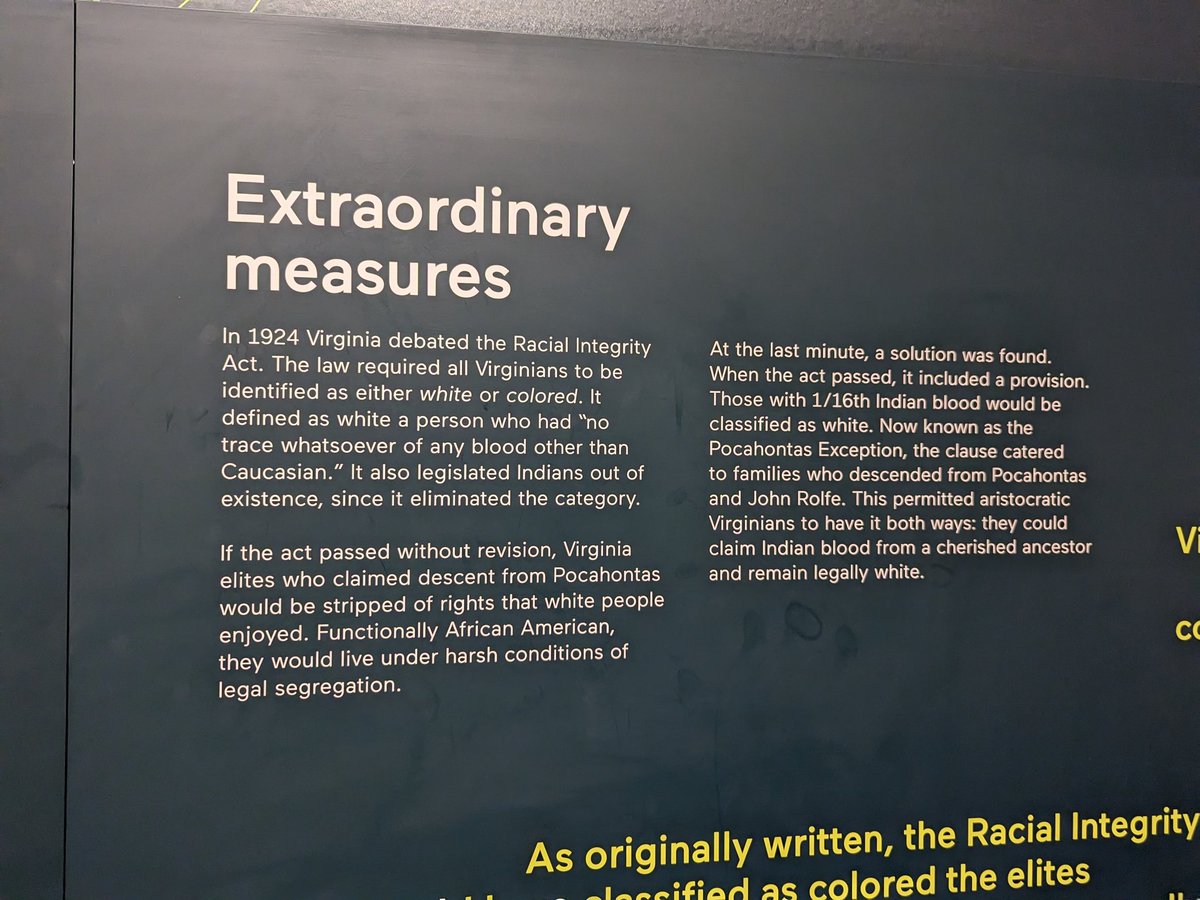 Extraordinary
measures
In 1924 Virginia debated the Racial Integrity
Act. The law required all Virginians to be
identified as either white or colored. It
defined as white a person who had “no
trace whatsoever of any blood other than
Caucasian.” It also legislated Indians out of
existence, since it eliminated the category.
If the act passed without revision, Virginia
elites who claimed descent from Pocahontas
would be stripped of rights that white people
enjoyed. Functionally African American,
they would live under harsh conditions of
legal segregation.
At the last minute, a solution was found.
When the act passed, it included a provision.
Those with 1/16th Indian blood would be
classified as white. Now known as the
Pocahontas Exception, the clause catered
to families who descended from Pocahontas
and John Rolfe. This permitted aristocratic
Virginians to have it both ways: they could
claim Indian blood from a cherished ancestor
and remain legally white.
Vi
co
As originally written, the Racial Integrity
classified as colored the elites